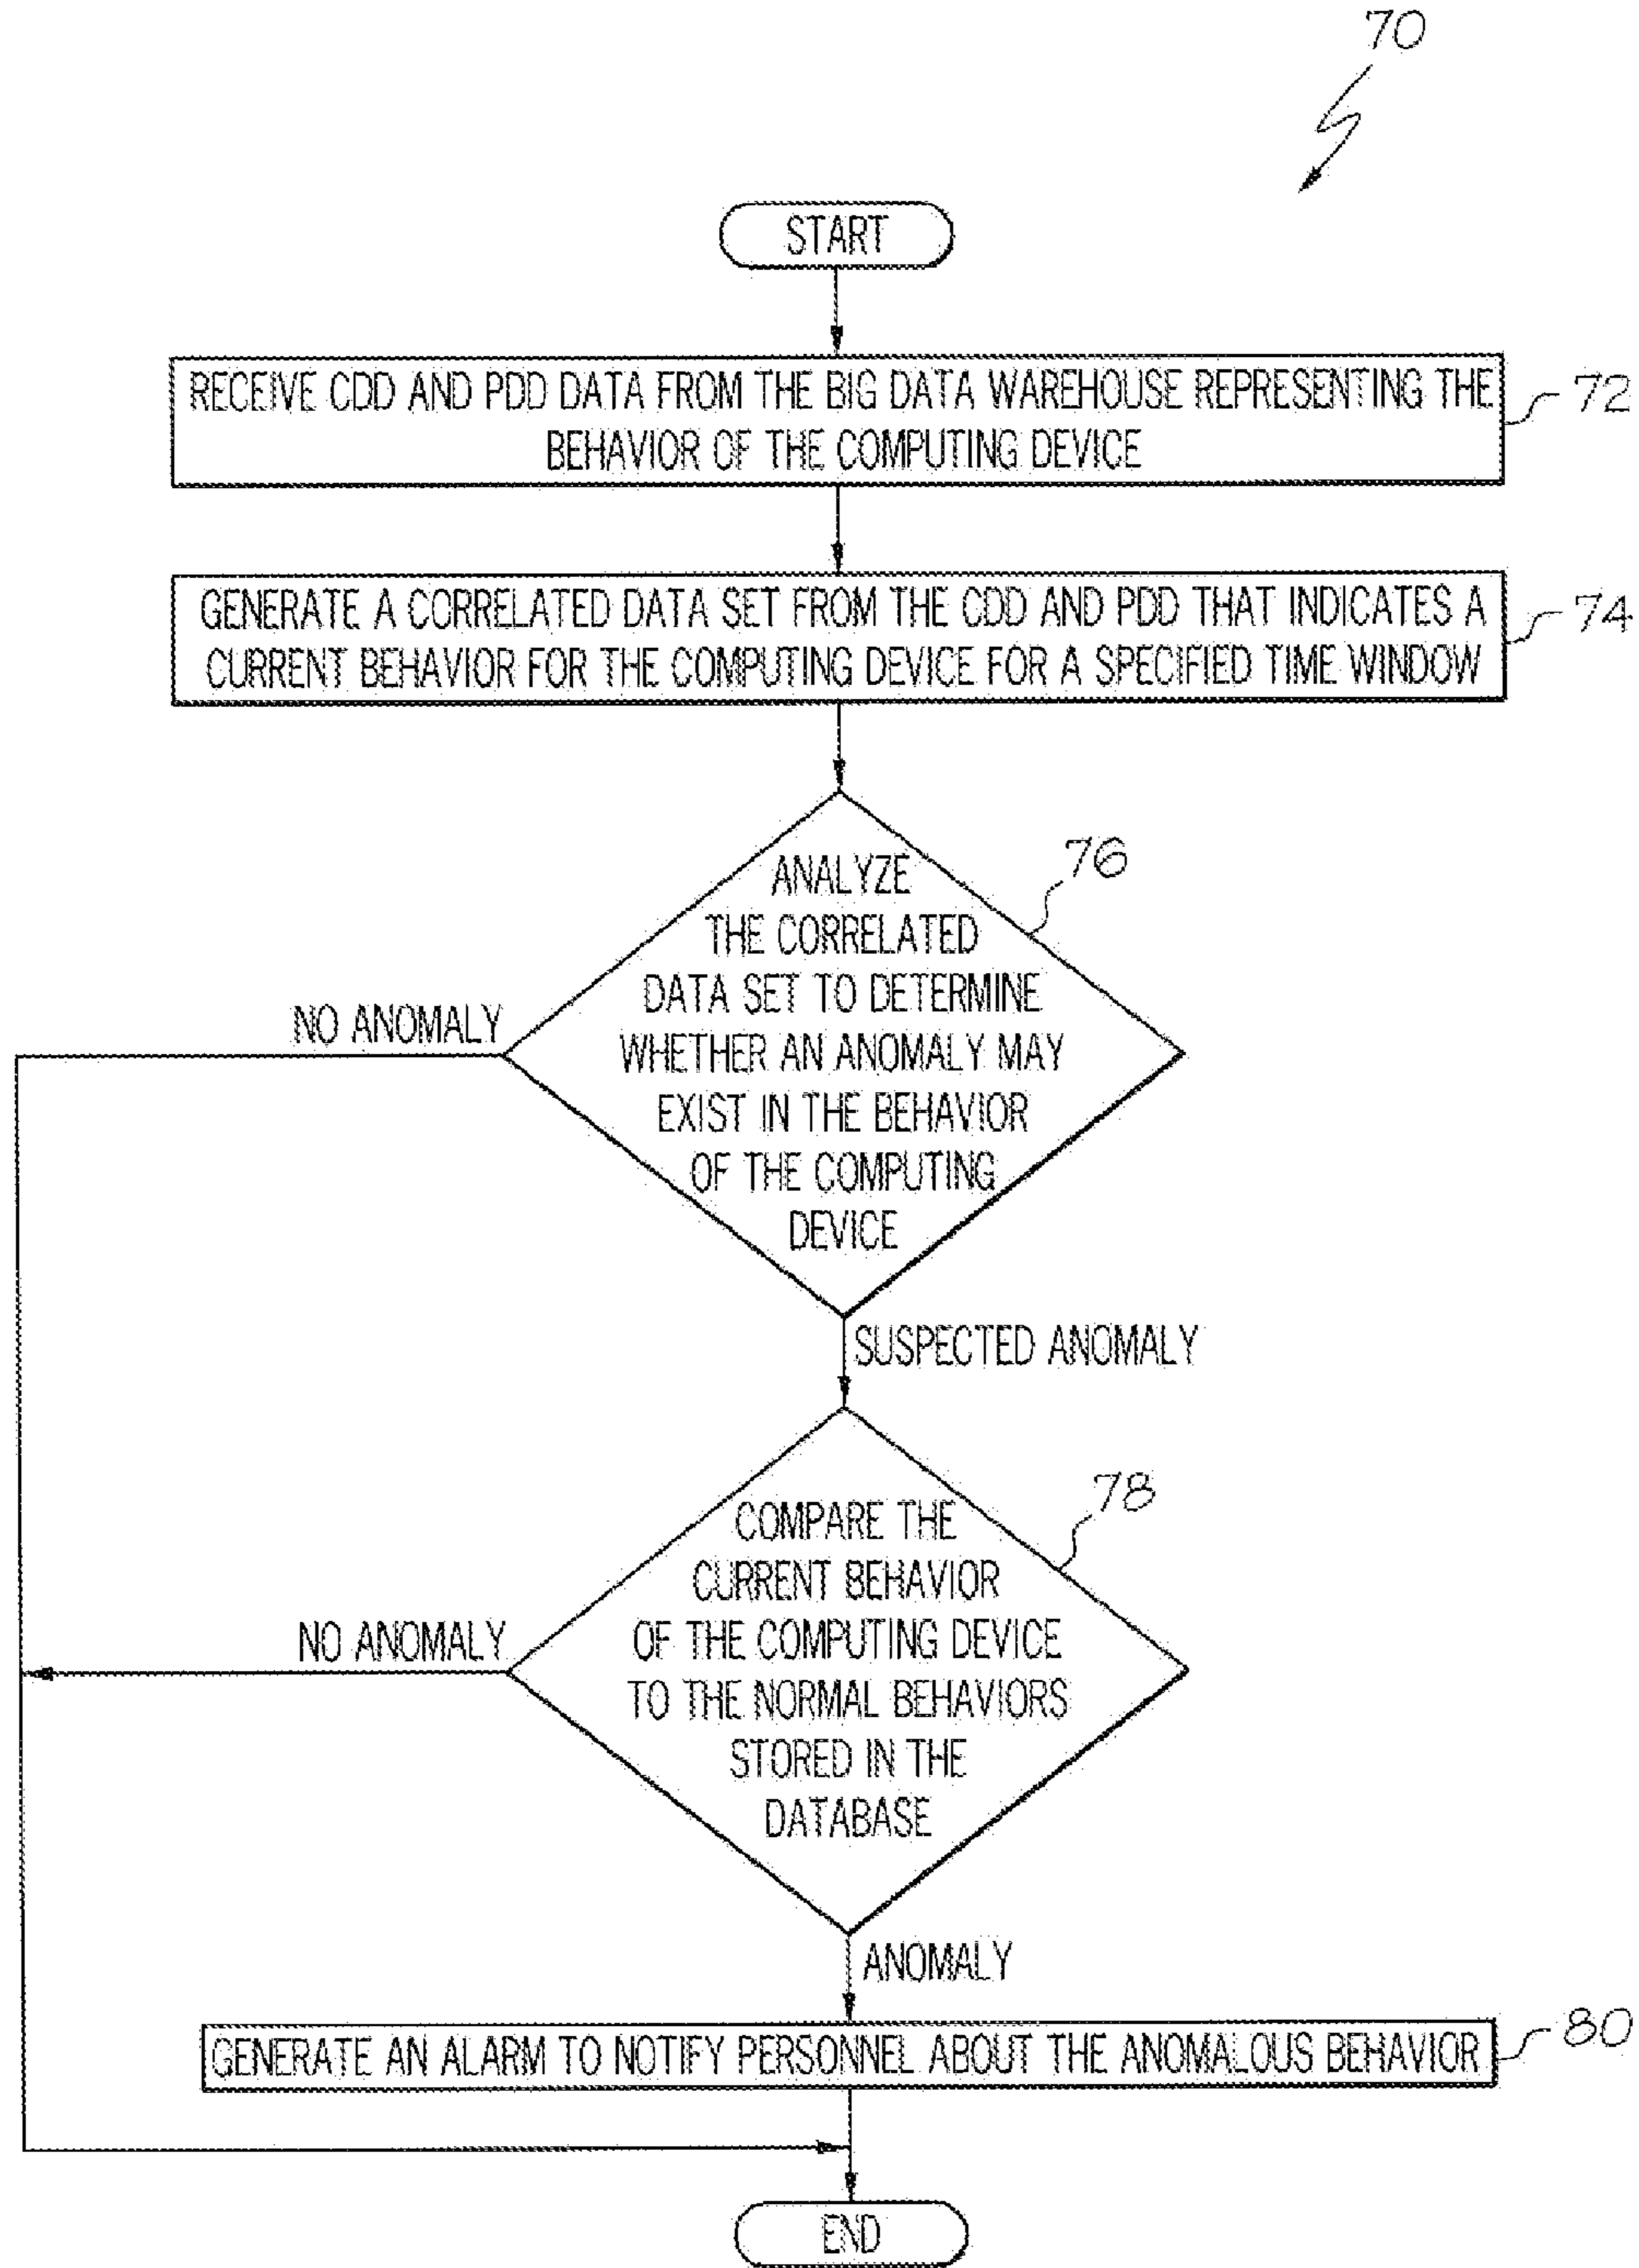 70
START
RECEIVE CDD AND PDD DATA FROM THE BIG DATA WAREHOUSE REPRESENTING THE
BEHAVIOR OF THE COMPUTING DEVICE
72
GENERATE A CORRELATED DATA SET FROM THE CDD AND PDD THAT INDICATES A
CURRENT BEHAVIOR FOR THE COMPUTING DEVICE FOR A SPECIFIED TIME WINDOW
74
ANALYZE
THE CORRELATED
DATA SET TO DETERMINE
WHETHER AN ANOMALY MAY
EXIST IN THE BEHAVIOR
OF THE COMPUTING
DEVICE
76
NO ANOMALY
SUSPECTED ANOMALY
COMPARE THE
CURRENT BEHAVIOR
OF THE COMPUTING DEVICE
TO THE NORMAL BEHAVIORS
STORED IN THE
DATABASE
78
NO ANOMALY
ANOMALY
GENERATE AN ALARM TO NOTIFY PERSONNEL ABOUT THE ANOMALOUS BEHAVIOR
80
END